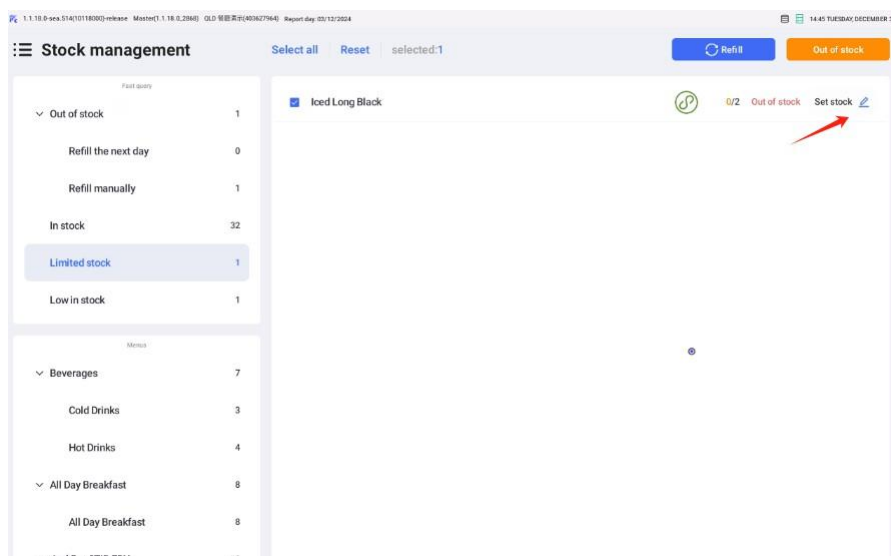 1.1.18.0-sea.514(10118000)-release Master(1.1.18.0_2868) QLD 餐厅演示(403627964) Report day: 03/12/2024
14:45 TUESDAY, DECEMBER
Stock management
Select all Reset selected:1
Refill
Out of stock
Fast query
Out of stock 1
Refill the next day 0
Refill manually 1
In stock 32
Limited stock 1
Low in stock 1
Iced Long Black
0/2 Out of stock Set stock
Menus
Beverages 7
Cold Drinks 3
Hot Drinks 4
All Day Breakfast 8
All Day Breakfast 8